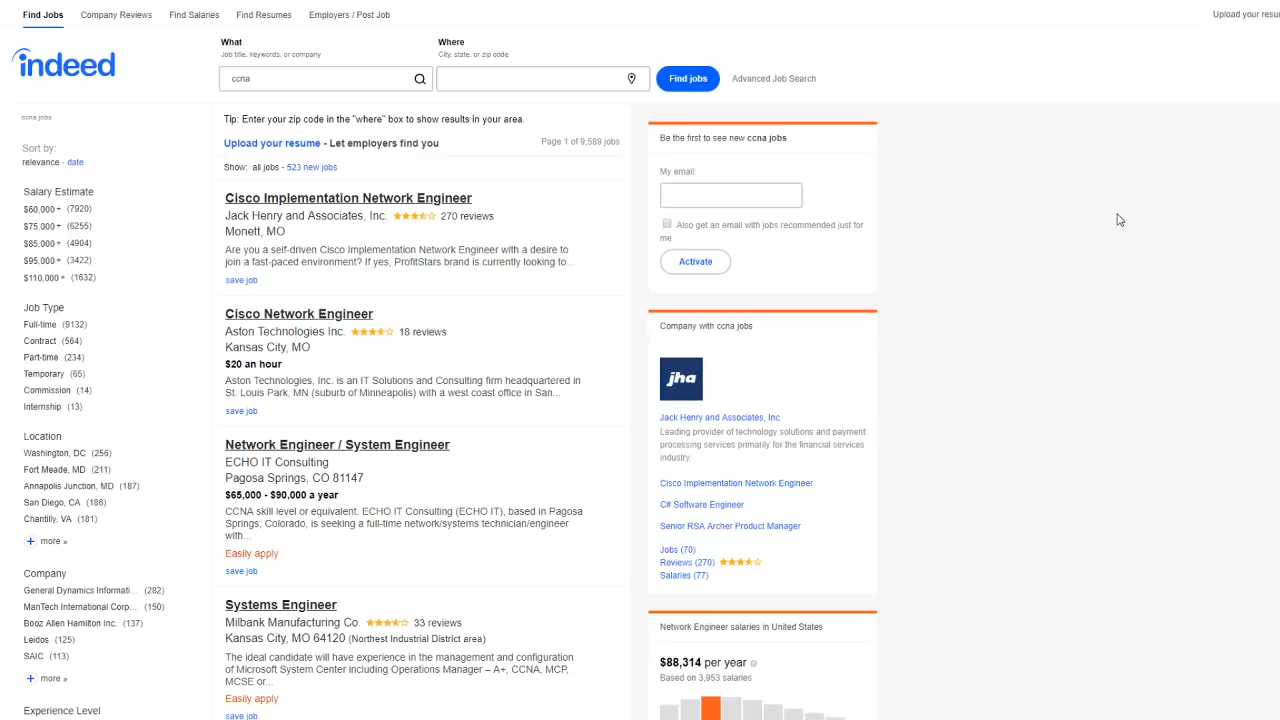 Find Jobs
Company Reviews
Find Salaries
Find Resumes
Employers / Post Job
Upload your resu
indeed
What
Job title, keywords, or company
ccna
Where
City, state, or zip code
Find jobs
Advanced Job Search
ccna jobs
Sort by:
relevance - date
Salary Estimate
$60,000+ (7920)
$75,000+ (6255)
$85,000+ (4904)
$95,000+ (3422)
$110,000+ (1632)
Job Type
Full-time (9132)
Contract (564)
Part-time (234)
Temporary (65)
Commission (14)
Internship (13)
Location
Washington, DC (256)
Fort Meade, MD (211)
Annapolis Junction, MD (187)
San Diego, CA (186)
Chantilly, VA (181)
+ more »
Company
General Dynamics Informati... (282)
ManTech International Corp... (150)
Booz Allen Hamilton Inc. (137)
Leidos (125)
SAIC (113)
+ more »
Experience Level
Tip: Enter your zip code in the "where" box to show results in your area.
Upload your resume - Let employers find you
Page 1 of 9,589 jobs
Show: all jobs - 523 new jobs
Cisco Implementation Network Engineer
Jack Henry and Associates, Inc. 270 reviews
Monett, MO
Are you a self-driven Cisco Implementation Network Engineer with a desire to
join a fast-paced environment? If yes, ProfitStars brand is currently looking to...
save job
Cisco Network Engineer
Aston Technologies Inc. 18 reviews
Kansas City, MO
$20 an hour
Aston Technologies, Inc. is an IT Solutions and Consulting firm headquartered in
St. Louis Park, MN (suburb of Minneapolis) with a west coast office in San...
save job
Network Engineer / System Engineer
ECHO IT Consulting
Pagosa Springs, CO 81147
$65,000 - $90,000 a year
CCNA skill level or equivalent. ECHO IT Consulting (ECHO IT), based in Pagosa
Springs, Colorado, is seeking a full-time network/systems technician/engineer
with...
Easily apply
save job
Systems Engineer
Milbank Manufacturing Co. 33 reviews
Kansas City, MO 64120 (Northest Industrial District area)
The ideal candidate will have experience in the management and configuration
of Microsoft System Center including Operations Manager – A+, CCNA, MCP,
MCSE or...
Easily apply
save job
Be the first to see new ccna jobs
My email:
Also get an email with jobs recommended just for
me
Activate
Company with ccna jobs
jha
Jack Henry and Associates, Inc.
Leading provider of technology solutions and payment
processing services primarily for the financial services
industry.
Cisco Implementation Network Engineer
C# Software Engineer
Senior RSA Archer Product Manager
Jobs (70)
Reviews (270)
Salaries (77)
Network Engineer salaries in United States
$88,314 per year
Based on 3,953 salaries